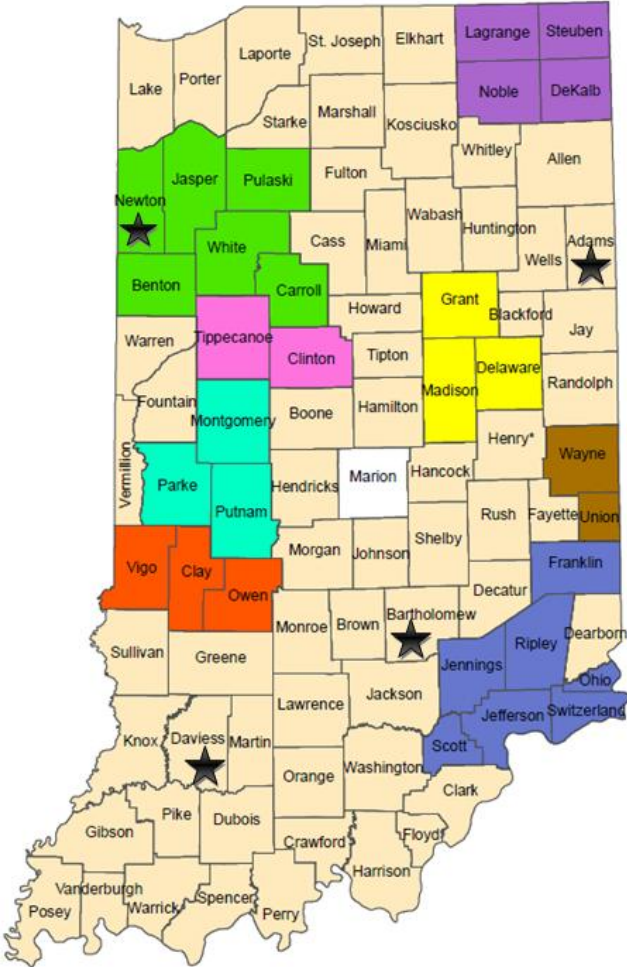 St. Joseph
Elkhart
Lagrange
Steuben
Laporte
Porter
Lake
Noble
DeKalb
Marshall
Starke
Kosciusko
Whitley
Allen
Fulton
Jasper
Pulaski
Newton
Wabash
Huntington
White
Cass
Miami
Adams
Wells
Benton
Carroll
Grant
Howard
Blackford
Jay
Warren
Tippecanoe
Clinton
Tipton
Delaware
Madison
Randolph
Fountain
Montgomery
Boone
Hamilton
Henry*
Wayne
Vermillion
Parke
Hendricks
Marion
Hancock
Putnam
Rush
Fayette
Union
Shelby
Morgan
Johnson
Franklin
Vigo
Clay
Owen
Decatur
Monroe
Brown
Bartholomew
Ripley
Dearborn
Sullivan
Greene
Jennings
Ohio
Jackson
Lawrence
Jefferson
Switzerland
Knox
Daviess
Martin
Scott
Washington
Orange
Clark
Pike
Dubois
Gibson
Crawford
Floyd
Harrison
Vanderburgh
Warrick
Spencer
Perry
Posey